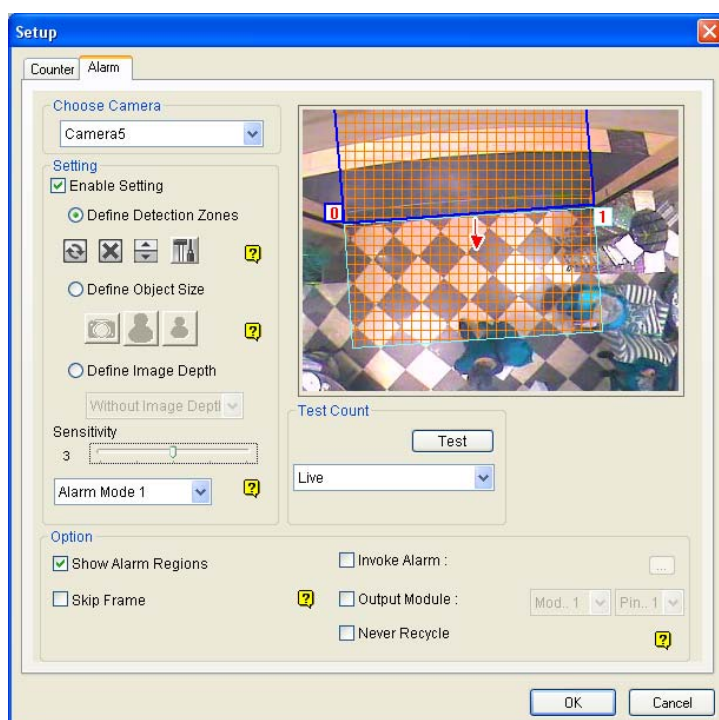 Setup
Counter
Alarm
Choose Camera
Camera5
Setting
Enable Setting
Define Detection Zones
?
Define Object Size
?
Define Image Depth
Without Image Dept
Sensitivity
3
Alarm Mode 1
?
0
1
Test Count
Test
Live
Option
Show Alarm Regions
Skip Frame
?
Invoke Alarm :
...
Output Module :
Mod.. 1
Pin.. 1
Never Recycle
?
OK
Cancel